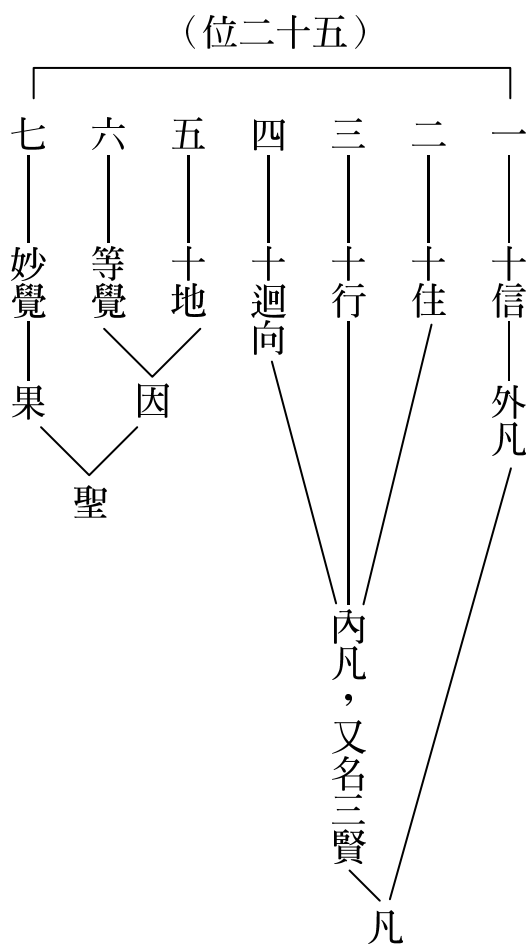 （五十二位）
一
十信
外凡
二
十住
三
十行
四
十迴向
內凡，又名三賢
凡
五
十地
六
等覺
因
七
妙覺
果
聖